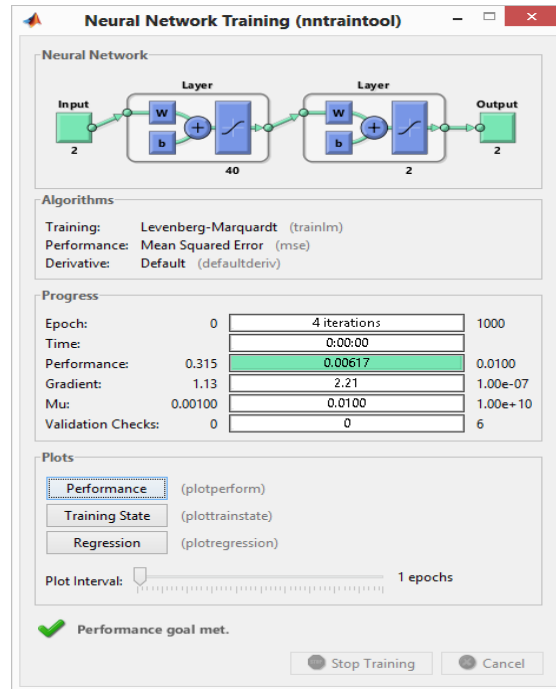 Neural Network Training (nntraintool)
Neural Network
Layer Layer
Input Output
W W
b b
2 40 2 2
Algorithms
Training: Levenberg-Marquardt (trainlm)
Performance: Mean Squared Error (mse)
Derivative: Default (defaultderiv)
Progress
Epoch: 0 4 iterations 1000
Time: 0:00:00
Performance: 0.315 0.00617 0.0100
Gradient: 1.13 2.21 1.00e-07
Mu: 0.00100 0.0100 1.00e+10
Validation Checks: 0 0 6
Plots
Performance (plotperform)
Training State (plottrainstate)
Regression (plotregression)
Plot Interval: 1 epochs
Performance goal met.
Stop Training Cancel